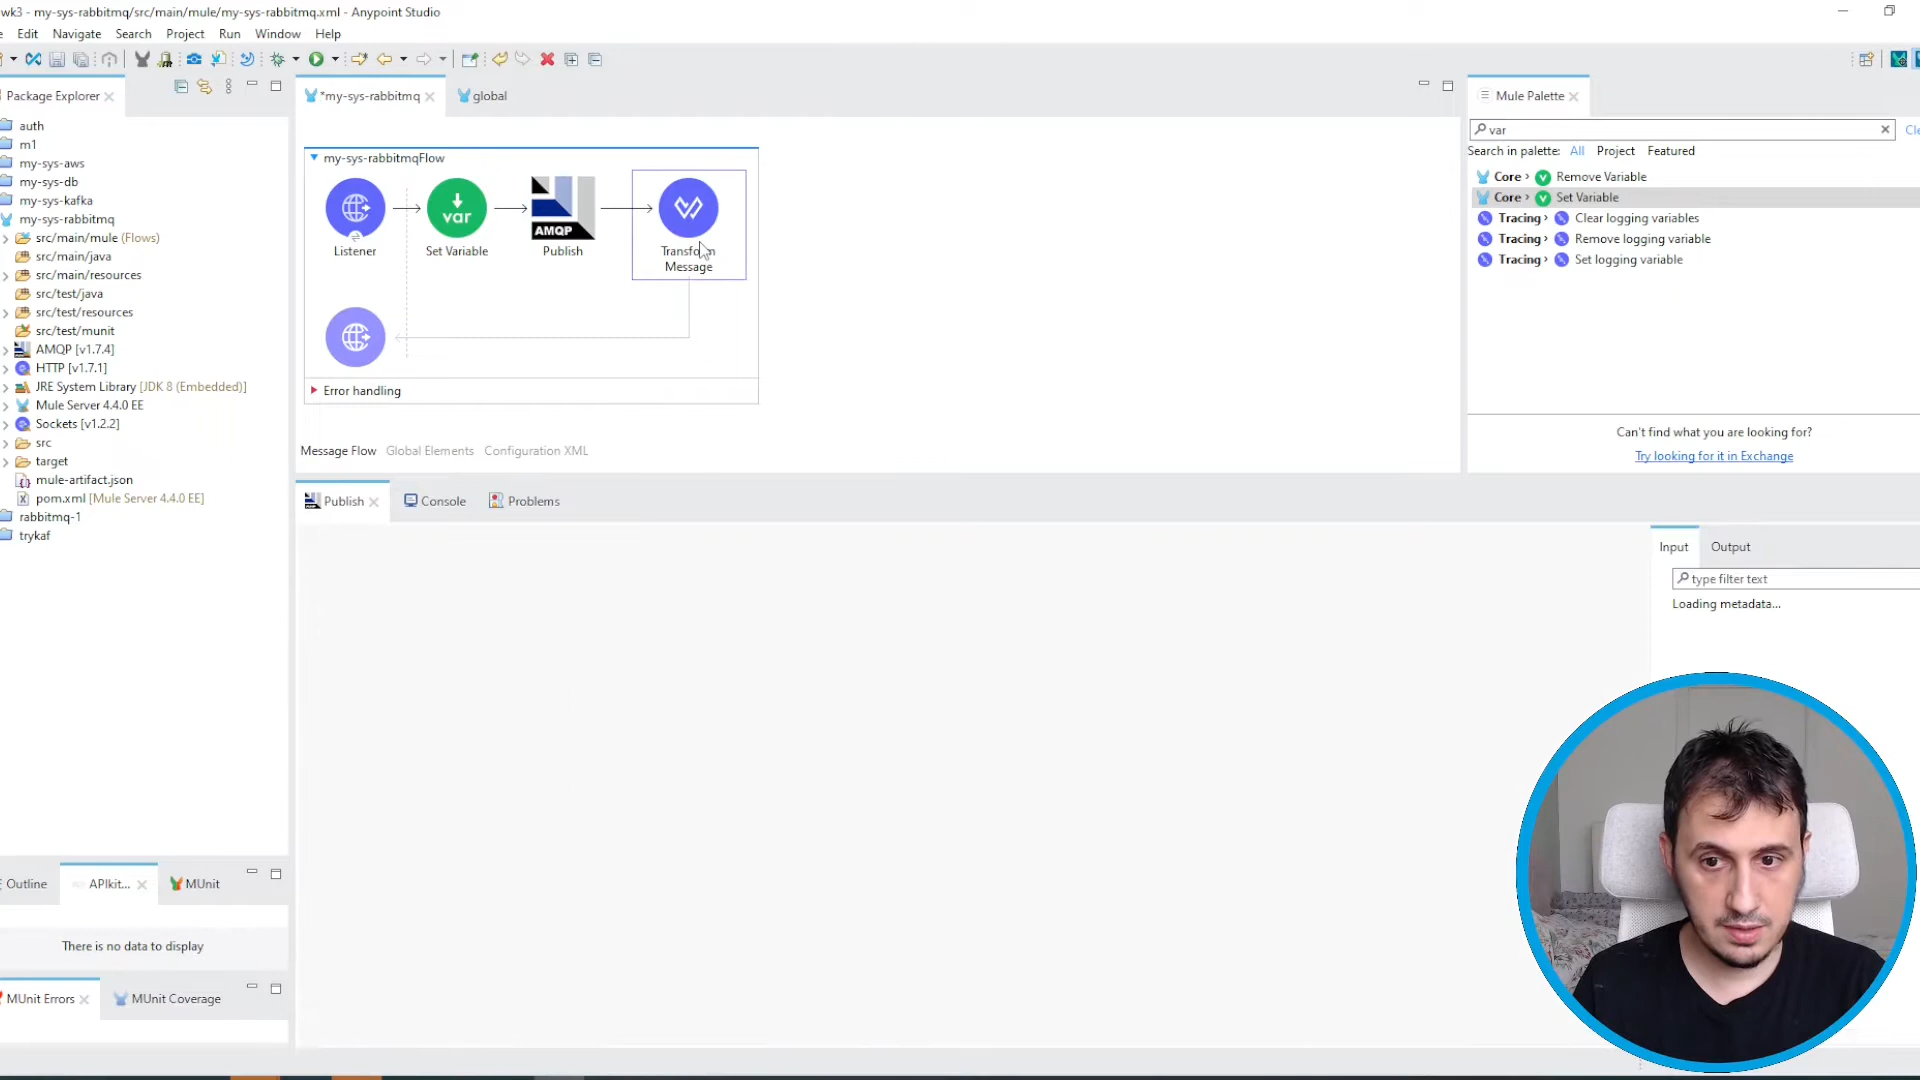 wk3 - my-sys-rabbitmq/src/main/mule/my-sys-rabbitmq.xml - Anypoint Studio
Edit Navigate Search Project Run Window Help
Package Explorer
*my-sys-rabbitmq
global
Mule Palette
auth
m1
my-sys-aws
my-sys-db
my-sys-kafka
my-sys-rabbitmq
src/main/mule (Flows)
src/main/java
src/main/resources
src/test/java
src/test/resources
src/test/munit
AMQP [v1.7.4]
HTTP [v1.7.1]
JRE System Library [JDK 8 (Embedded)]
Mule Server 4.4.0 EE
Sockets [v1.2.2]
src
target
mule-artifact.json
pom.xml [Mule Server 4.4.0 EE]
rabbitmq-1
trykaf
my-sys-rabbitmqFlow
var
AMQP
Listener
Set Variable
Publish
Transform
Message
Error handling
Message Flow Global Elements Configuration XML
var
Cle
Search in palette: All Project Featured
Core > Remove Variable
Core > Set Variable
Tracing > Clear logging variables
Tracing > Remove logging variable
Tracing > Set logging variable
Can't find what you are looking for?
Try looking for it in Exchange
Publish
Console
Problems
Input
Output
type filter text
Loading metadata...
Outline
APIkit...
MUnit
There is no data to display
MUnit Errors
MUnit Coverage